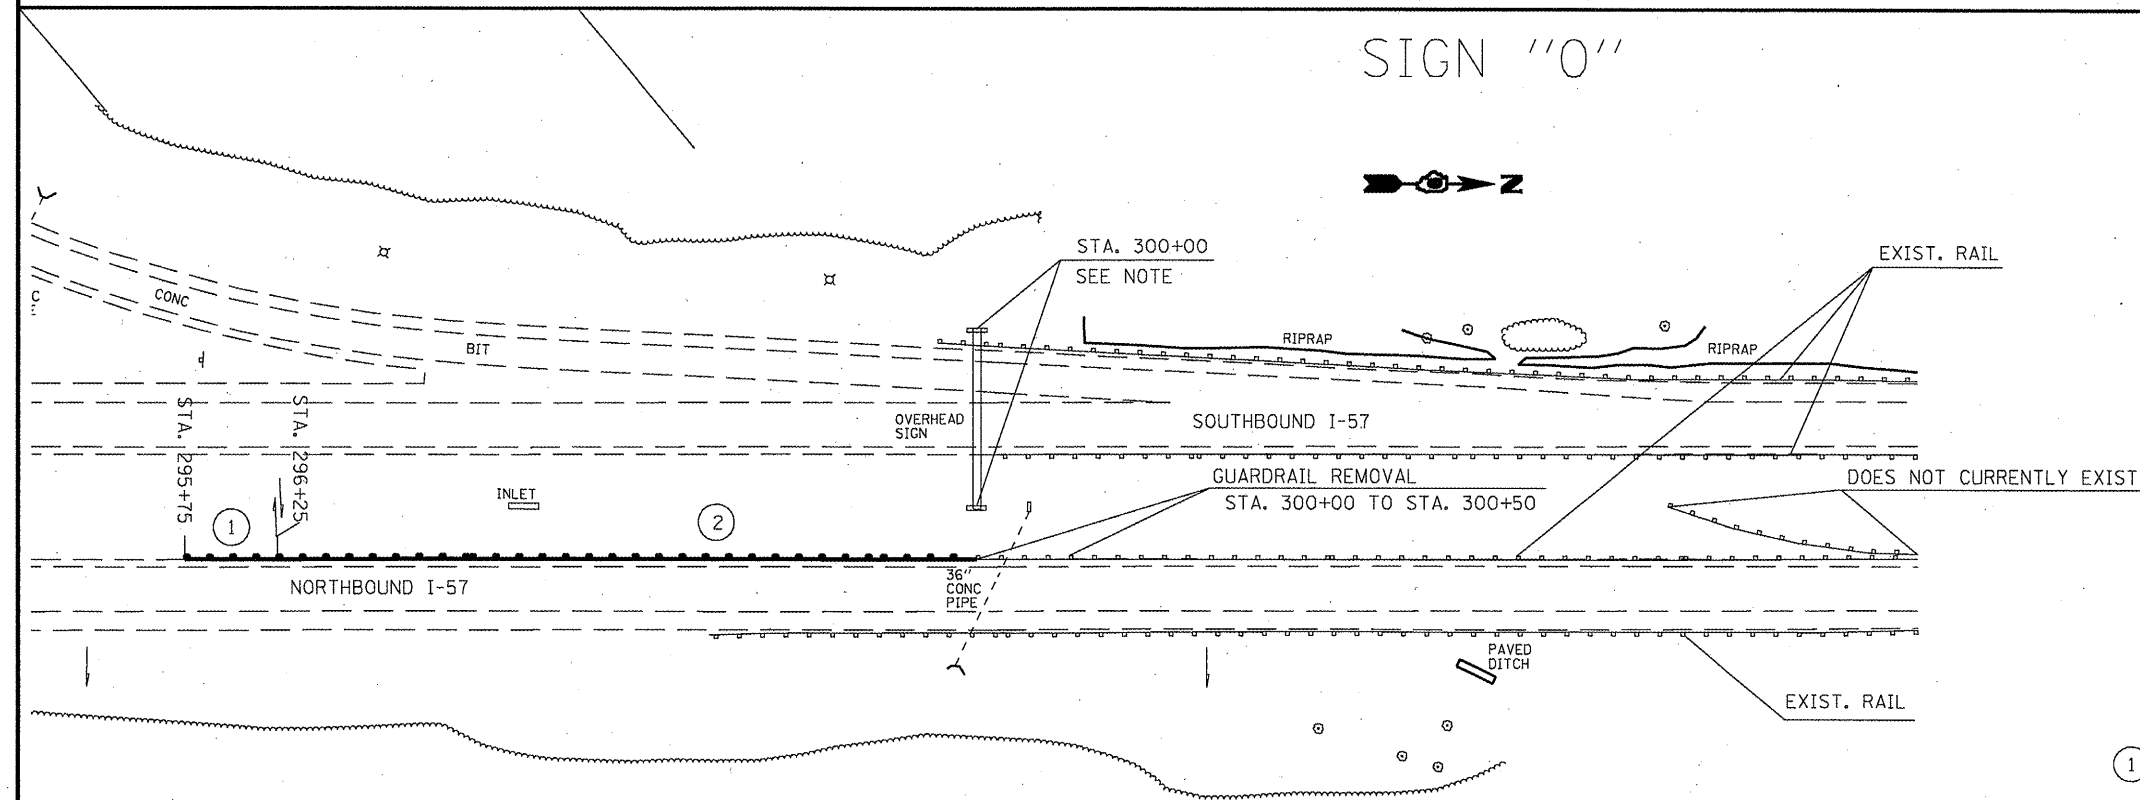 SIGN "O"
N
STA. 300+00
SEE NOTE
EXIST. RAIL
CONC
BIT
RIPRAP
RIPRAP
OVERHEAD
SIGN
SOUTHBOUND I-57
STA. 295+75
STA. 296+25
GUARDRAIL REMOVAL
STA. 300+00 TO STA. 300+50
DOES NOT CURRENTLY EXIST
INLET
1
2
NORTHBOUND I-57
36"
CONC
PIPE
PAVED
DITCH
EXIST. RAIL
1